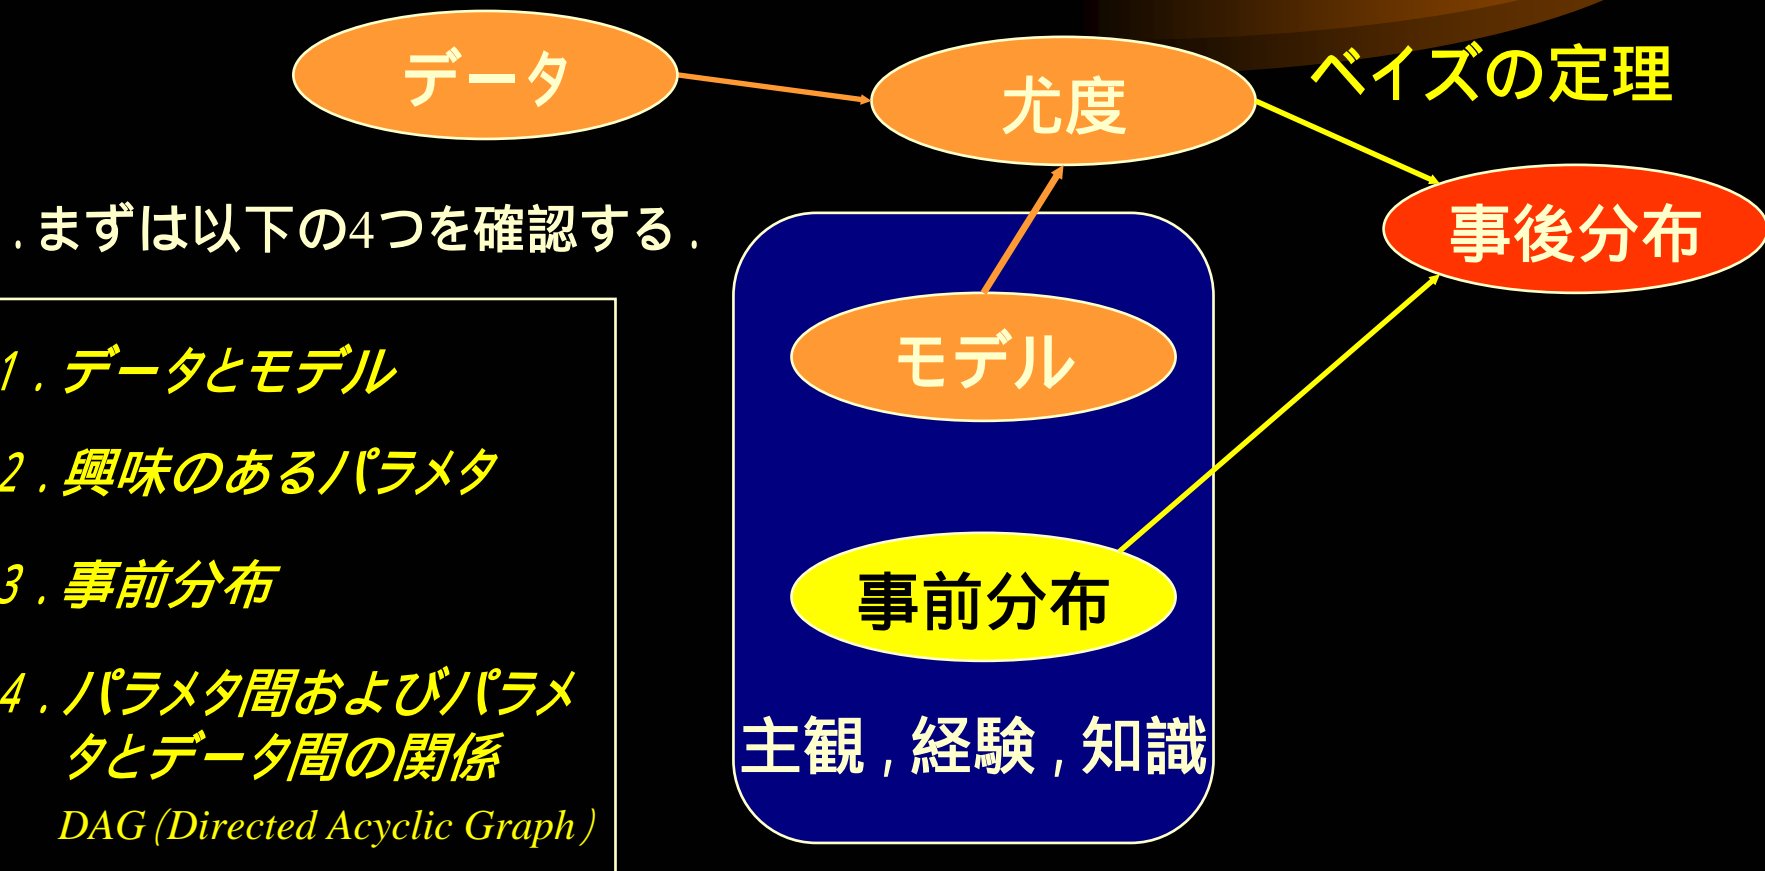 データ
尤度
ベイズの定理
事後分布
．まずは以下の4つを確認する．
モデル
事前分布
主観，経験，知識
1．データとモデル
2．興味のあるパラメタ
3．事前分布
4．パラメタ間およびパラメ
タとデータ間の関係
DAG（Directed Acyclic Graph）